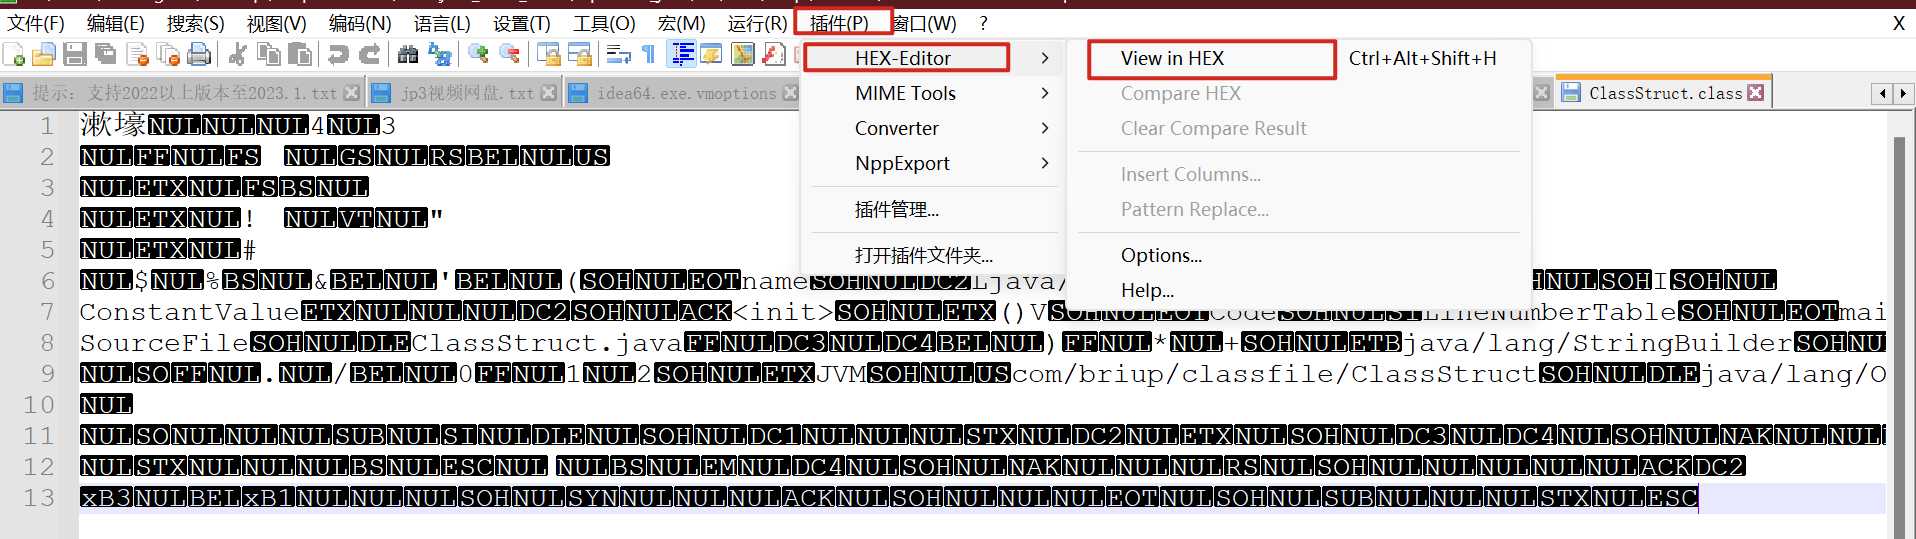 文件(F) 编辑(E) 搜索(S) 视图(V) 编码(N) 语言(L) 设置(T) 工具(O) 宏(M) 运行(R) 插件(P) 窗口(W) ? X
HEX-Editor View in HEX Ctrl+Alt+Shift+H
提示：支持2022以上版本至2023.1.txt jp3视频网盘.txt idea64.exe.vmoptions MIME Tools Compare HEX ClassStruct.class
Converter Clear Compare Result
NppExport
Insert Columns...
插件管理... Pattern Replace...
打开插件文件夹... Options...
Help...
1 漱壕NULNULNUL4NUL3
2 NULFFNULFS NULGSNULRSBELNULUS
3 NULETXNULFSBSNUL
4 NULETXNUL! NULVTNUL"
5 NULETXNUL#
6 NUL$NUL%BSNUL&BELNUL'BELNUL(SOHNULEOTnameSOHNULDC2Ljava/ NULSOHISOHNUL
7 ConstantValueETXNULNULNULDC2SOHNULACK<init>SOHNULETX()VSOHNULEOTCodeSOHNULSILineNumberTableSOHNULEOTmai
8 SourceFileSOHNULDLEClassStruct.javaFFNULDC3NULDC4BELNUL)FFNUL*NUL+SOHNULETBjava/lang/StringBuilderSOHNU
9 NULSOFFNUL.NUL/BELNUL0FFNUL1NUL2SOHNULETXJVMSOHNULUScom/briup/classfile/ClassStructSOHNULDLEjava/lang/O
10 NUL
11 NULSONULNULNULSUBNULSINULDLENULSOHNULDC1NULNULNULSTXNULDC2NULETXNULSOHNULDC3NULDC4NULSOHNULNAKNULNUL
12 NULSTXNULNULNULBSNULESCNUL NULBSNULEMNULDC4NULSOHNULNAKNULNULNULRSNULSOHNULNULNULNULNULACKDC2
13 xB3NULBELxB1NULNULNULSOHNULSYNNULNULNULACKNULSOHNULNULNULEOTNULSOHNULSUBNULNULNULSTXNULESC